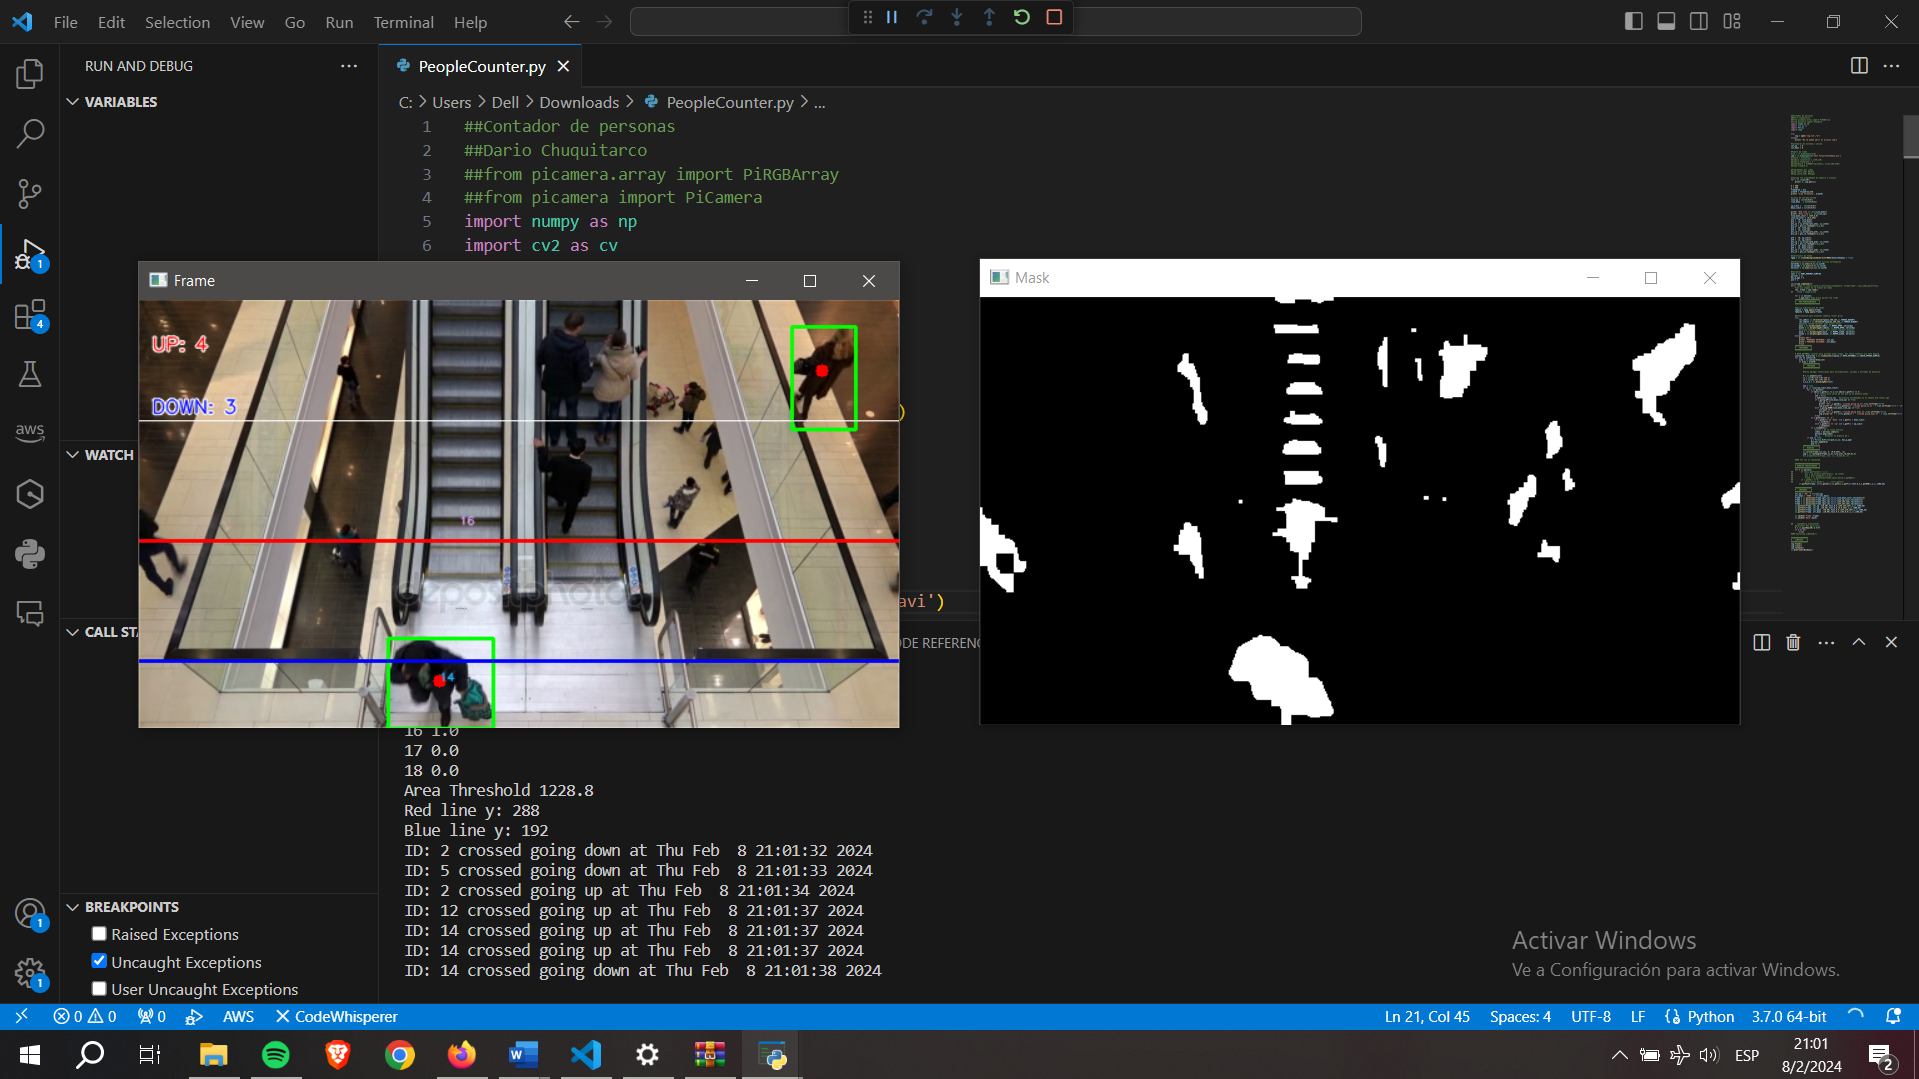 File Edit Selection View Go Run Terminal Help
RUN AND DEBUG
PeopleCounter.py
VARIABLES
C: > Users > Dell > Downloads > PeopleCounter.py > ...
1 ##Contador de personas
2 ##Dario Chuquitarco
3 ##from picamera.array import PiRGBArray
4 ##from picamera import PiCamera
5 import numpy as np
6 import cv2 as cv
Frame
Mask
UP: 4
DOWN: 3
)
16
depositphotos
14
avi')
WATCH
CALL STA
ODE REFERENC
16 1.0
17 0.0
18 0.0
Area Threshold 1228.8
Red line y: 288
Blue line y: 192
ID: 2 crossed going down at Thu Feb  8 21:01:32 2024
ID: 5 crossed going down at Thu Feb  8 21:01:33 2024
ID: 2 crossed going up at Thu Feb  8 21:01:34 2024
ID: 12 crossed going up at Thu Feb  8 21:01:37 2024
ID: 14 crossed going up at Thu Feb  8 21:01:37 2024
ID: 14 crossed going up at Thu Feb  8 21:01:37 2024
ID: 14 crossed going down at Thu Feb  8 21:01:38 2024
BREAKPOINTS
Raised Exceptions
Uncaught Exceptions
User Uncaught Exceptions
1
4
aws
1
1
Activar Windows
Ve a Configuración para activar Windows.
0 0 0 AWS CodeWhisperer
Ln 21, Col 45 Spaces: 4 UTF-8 LF Python 3.7.0 64-bit
ESP
21:01
8/2/2024
2